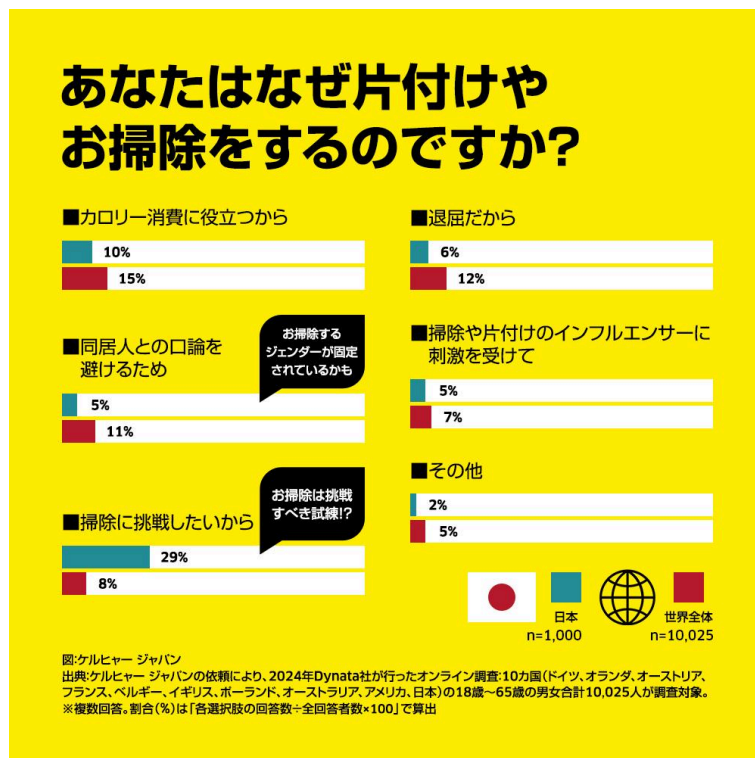 あなたはなぜ片付けや
お掃除をするのですか?
■カロリー消費に役立つから
10%
15%
■同居人との口論を
避けるため
お掃除する
ジェンダーが固定
されているかも
5%
11%
■掃除に挑戦したいから
お掃除は挑戦
すべき試練!?
29%
8%
■退屈だから
6%
12%
■掃除や片付けのインフルエンサーに
刺激を受けて
5%
7%
■その他
2%
5%
日本
n=1,000
世界全体
n=10,025
図:ケルヒャー ジャパン
出典:ケルヒャー ジャパンの依頼により、2024年Dynata社が行ったオンライン調査:10カ国(ドイツ、オランダ、オーストリア、
フランス、ベルギー、イギリス、ポーランド、オーストラリア、アメリカ、日本)の18歳〜65歳の男女合計10,025人が調査対象。
※複数回答。割合(%)は「各選択肢の回答数÷全回答者数×100」で算出